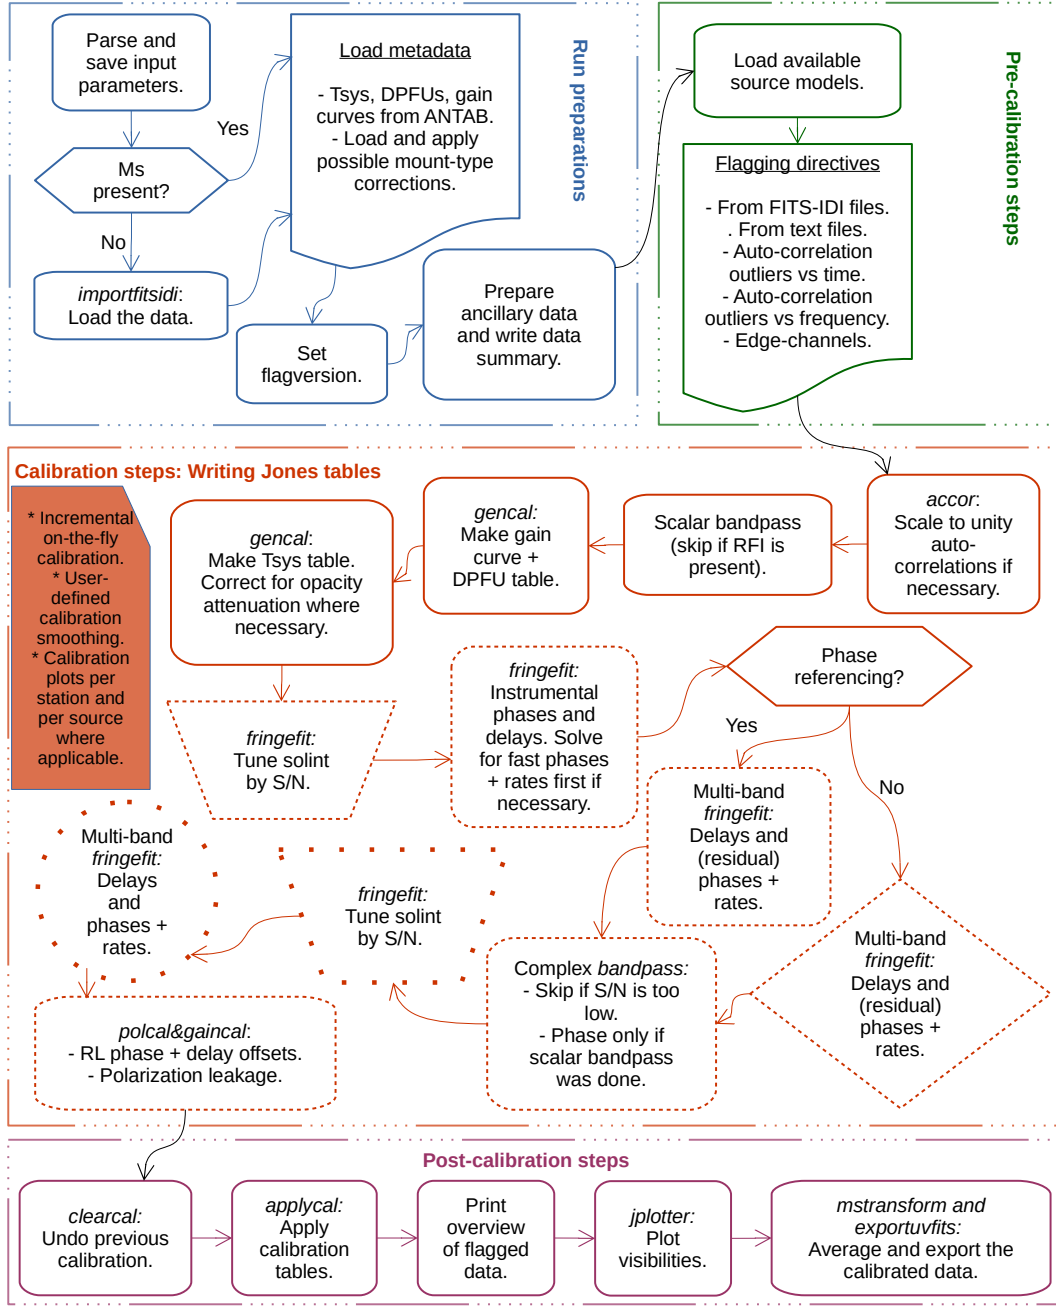 Parse and
save input
parameters.
Yes
Ms
present?
No
importfitsidi:
Load the data.
Load metadata
- Tsys, DPFUs, gain
curves from ANTAB.
- Load and apply
possible mount-type
corrections.
Set
flagversion.
Prepare
ancillary data
and write data
summary.
Run preparations
Load available
source models.
Flagging directives
- From FITS-IDI files.
. From text files.
- Auto-correlation
outliers vs time.
- Auto-correlation
outliers vs frequency.
- Edge-channels.
Pre-calibration steps
Calibration steps: Writing Jones tables
* Incremental
on-the-fly
calibration.
* User-
defined
calibration
smoothing.
* Calibration
plots per
station and
per source
where
applicable.
accor:
Scale to unity
auto-
correlations if
necessary.
Scalar bandpass
(skip if RFI is
present).
gencal:
Make gain
curve +
DPFU table.
gencal:
Make Tsys table.
Correct for opacity
attenuation where
necessary.
fringefit:
Tune solint
by S/N.
fringefit:
Instrumental
phases and
delays. Solve
for fast phases
+ rates first if
necessary.
Phase
referencing?
Yes
No
Multi-band
fringefit:
Delays and
(residual)
phases +
rates.
Multi-band
fringefit:
Delays and
(residual)
phases +
rates.
Complex bandpass:
- Skip if S/N is too
low.
- Phase only if
scalar bandpass
was done.
fringefit:
Tune solint
by S/N.
Multi-band
fringefit:
Delays
and
phases +
rates.
polcal&gaincal:
- RL phase + delay offsets.
- Polarization leakage.
Post-calibration steps
clearcal:
Undo previous
calibration.
applycal:
Apply
calibration
tables.
Print
overview
of flagged
data.
jplotter:
Plot
visibilities.
mstransform and
exportuvfits:
Average and export the
calibrated data.